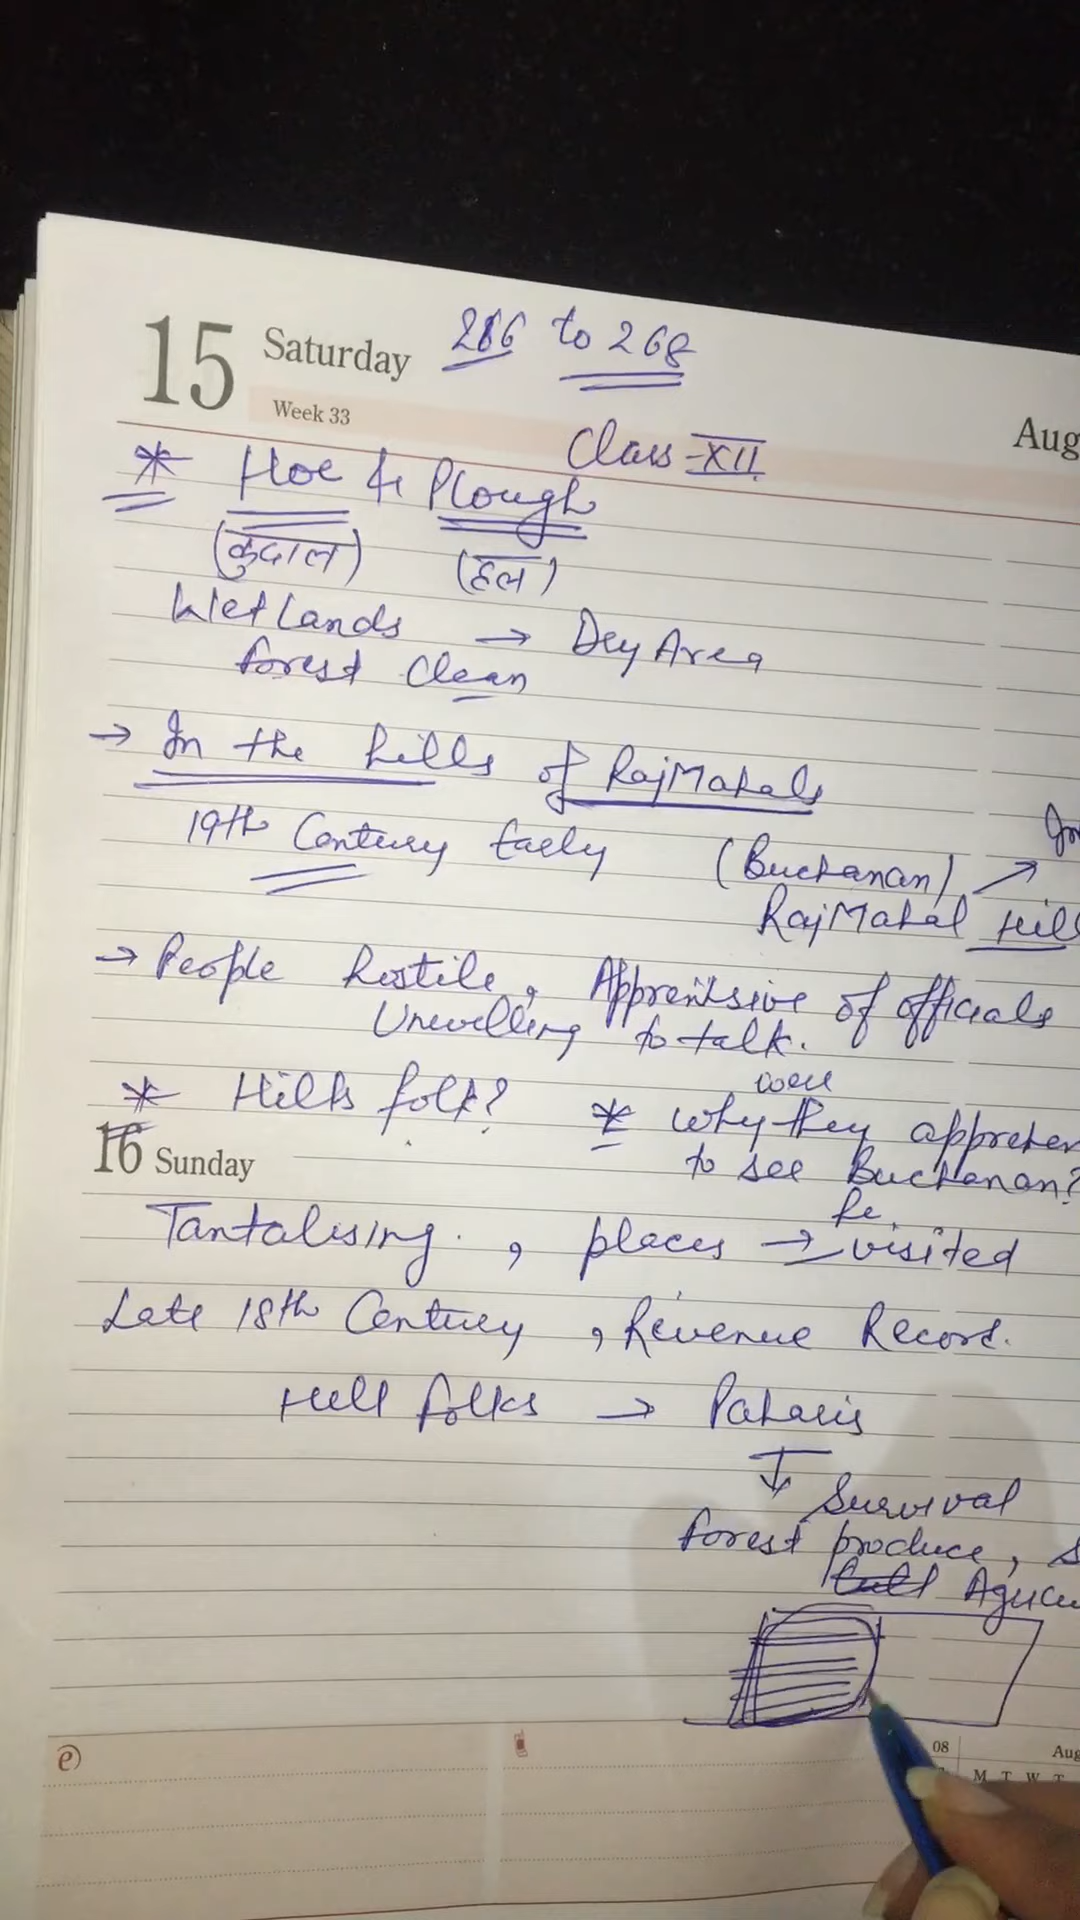 15 Saturday 266 to 268
Week 33
Aug
Class-XII
* Hoe & Plough
(कुदाल) (हल)
Wetlands → Dry Area
forest Clean
→ In the hills of RajMahals
19th Century Early (Buchanan) →
RajMahal Hill
→ People hostile, Apprensive of officials
Unwilling to talk.
* Hills folk? * why were they apprehen
to see Buchanan?
16 Sunday
Tantalising , places → he visited
Late 18th Century , Revenue Record.
Hill folks → Paharis
↓ Survival
forest produce, S
Agricu
08 Aug
M T W T